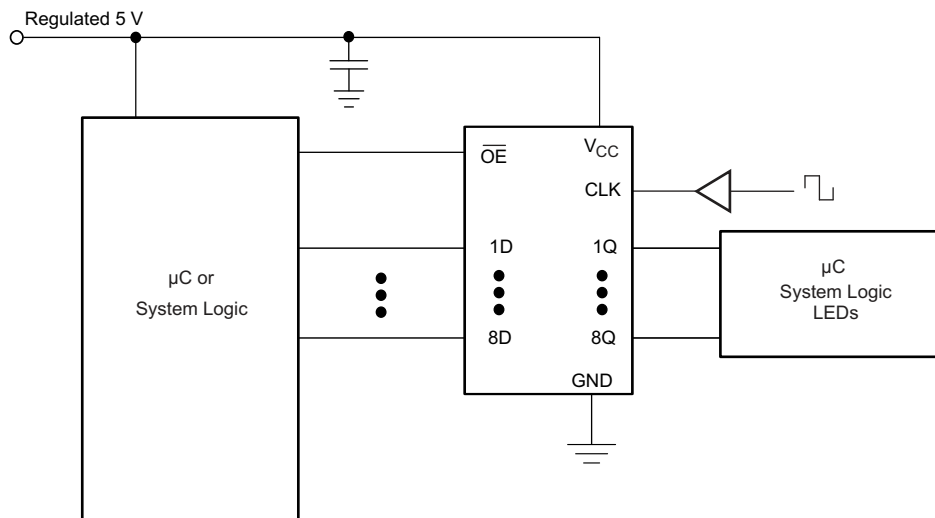 Regulated 5 V
OE
VCC
CLK
1D
1Q
µC or
System Logic
µC
System Logic
LEDs
8D
8Q
GND